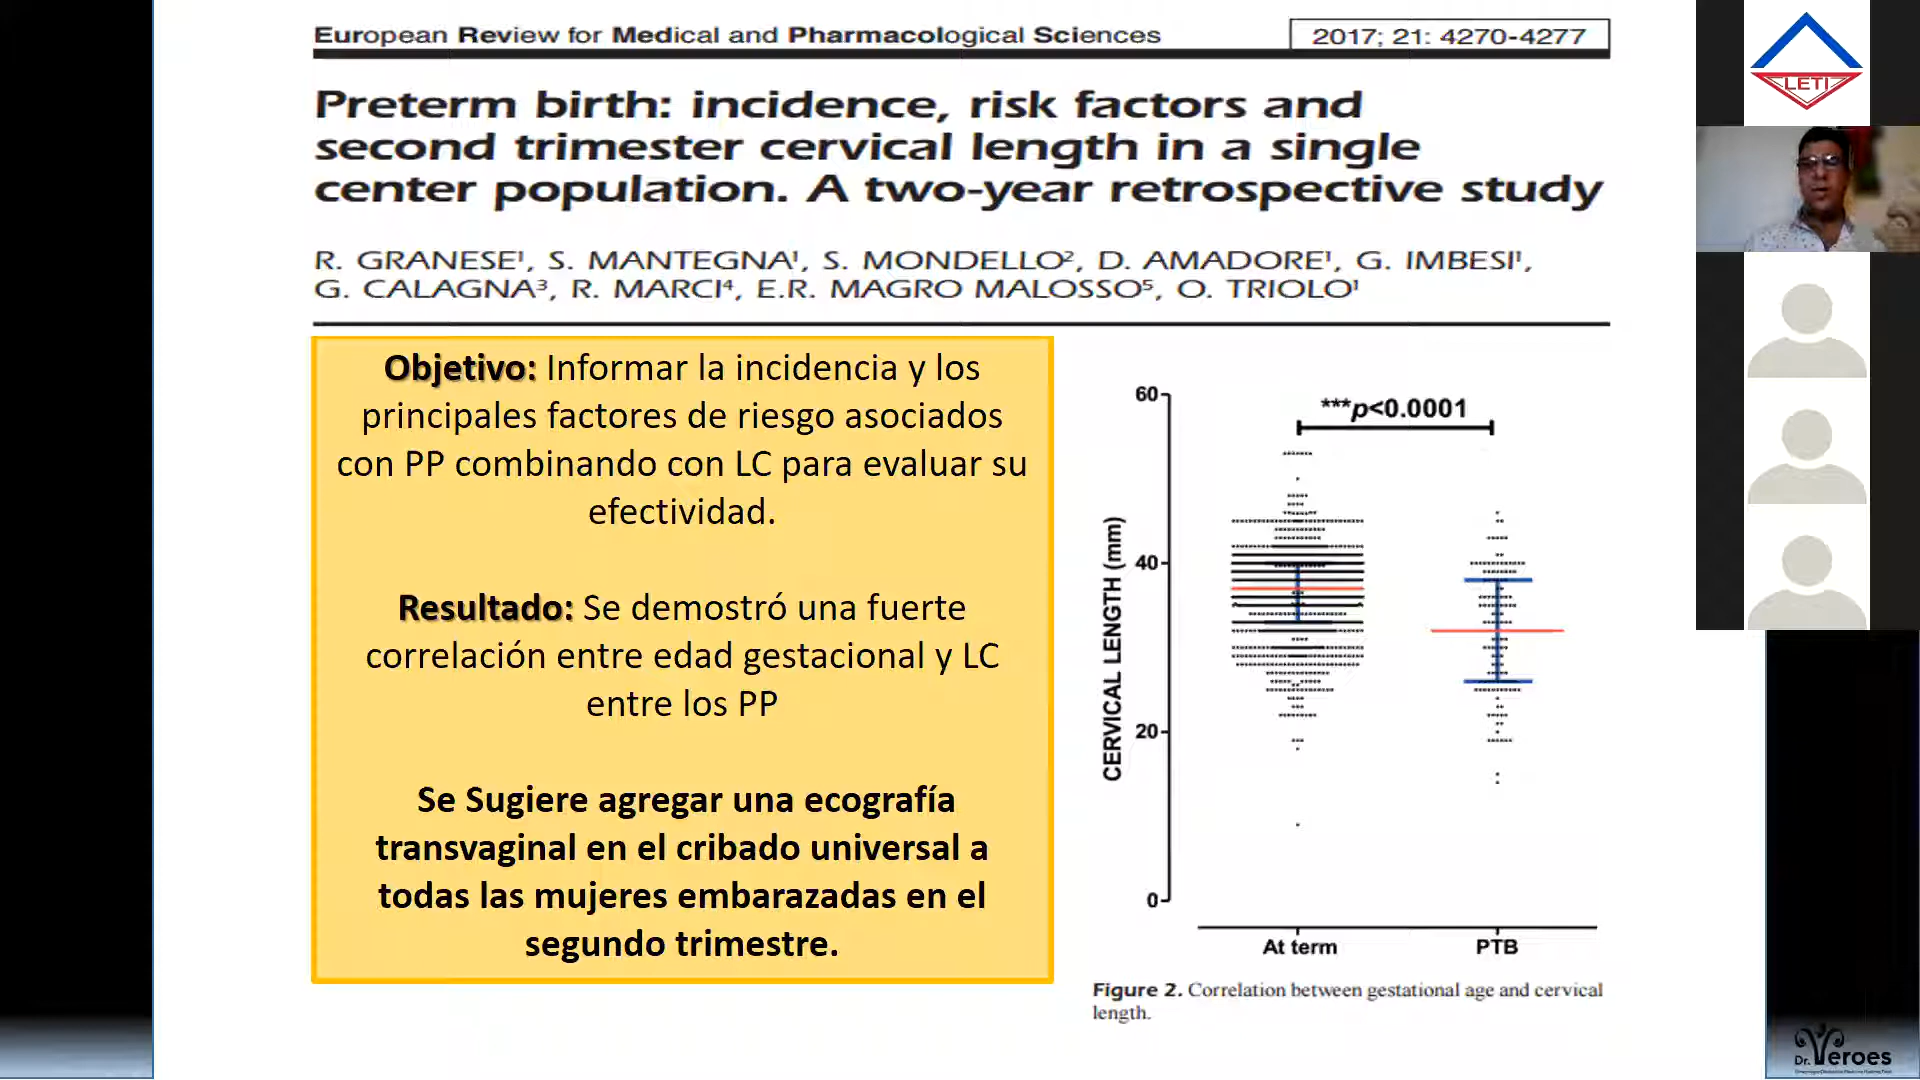 European Review for Medical and Pharmacological Sciences
2017; 21: 4270-4277
Preterm birth: incidence, risk factors and
second trimester cervical length in a single
center population. A two-year retrospective study
R. GRANESE¹, S. MANTEGNA¹, S. MONDELLO², D. AMADORE¹, G. IMBESI¹,
G. CALAGNA³, R. MARCI⁴, E.R. MAGRO MALOSSO⁵, O. TRIOLO¹
Objetivo: Informar la incidencia y los
principales factores de riesgo asociados
con PP combinando con LC para evaluar su
efectividad.
Resultado: Se demostró una fuerte
correlación entre edad gestacional y LC
entre los PP
Se Sugiere agregar una ecografía
transvaginal en el cribado universal a
todas las mujeres embarazadas en el
segundo trimestre.
***p<0.0001
CERVICAL LENGTH (mm)
60
40
20
0
At term
PTB
Figure 2. Correlation between gestational age and cervical
length.
LETI
Dr. Yeroes